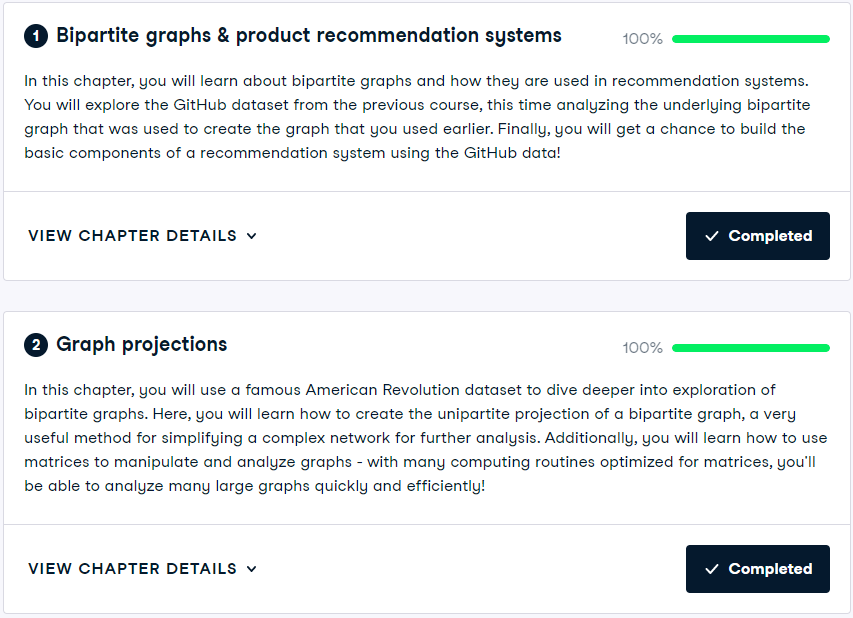 1 Bipartite graphs & product recommendation systems
100%
In this chapter, you will learn about bipartite graphs and how they are used in recommendation systems.
You will explore the GitHub dataset from the previous course, this time analyzing the underlying bipartite
graph that was used to create the graph that you used earlier. Finally, you will get a chance to build the
basic components of a recommendation system using the GitHub data!
VIEW CHAPTER DETAILS
Completed
2 Graph projections
100%
In this chapter, you will use a famous American Revolution dataset to dive deeper into exploration of
bipartite graphs. Here, you will learn how to create the unipartite projection of a bipartite graph, a very
useful method for simplifying a complex network for further analysis. Additionally, you will learn how to use
matrices to manipulate and analyze graphs - with many computing routines optimized for matrices, you'll
be able to analyze many large graphs quickly and efficiently!
VIEW CHAPTER DETAILS
Completed